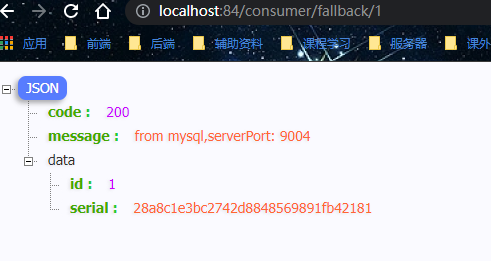 localhost:84/consumer/fallback/1
应用 前端 后端 辅助资料 课程学习 服务器 课外
JSON
code : 200
message : from mysql,serverPort: 9004
data
id : 1
serial : 28a8c1e3bc2742d8848569891fb42181